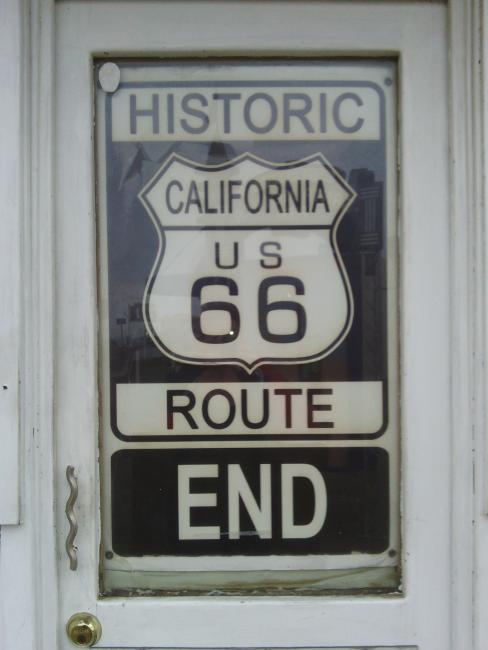 HISTORIC
CALIFORNIA
US
66
ROUTE
END